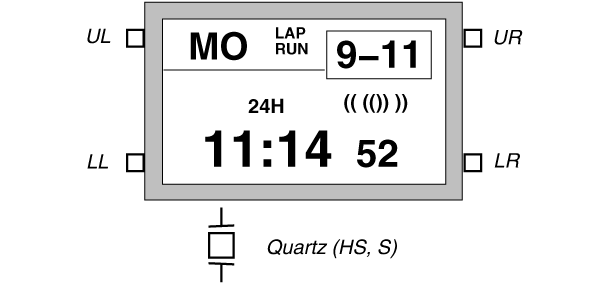 UL
MO
LAP
RUN
9–11
UR
24H
(( (()) ))
LL
11:14 52
LR
Quartz (HS, S)